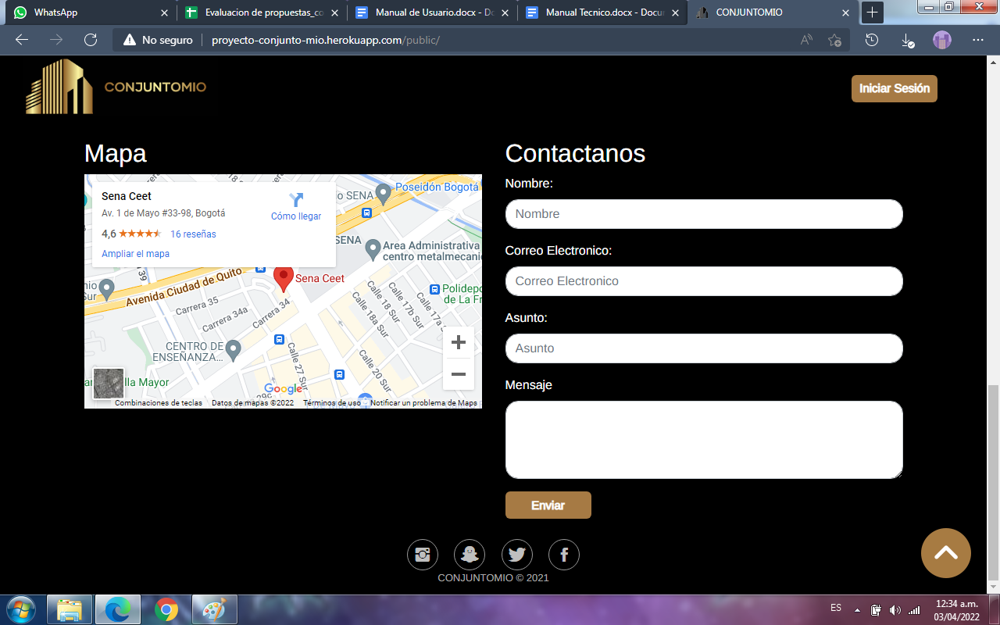 WhatsApp
Evaluacion de propuestas_co
Manual de Usuario.docx - Do
Manual Tecnico.docx - Docu
CONJUNTOMIO
No seguro
proyecto-conjunto-mio.herokuapp.com/public/
CONJUNTOMIO
Iniciar Sesión
Mapa
Sena Ceet
Av. 1 de Mayo #33-98, Bogotá
4,6
16 reseñas
Ampliar el mapa
Cómo llegar
o SENA
Poseidón Bogotá
SENA
Area Administrativa
centro metalmecanic
Sena Ceet
Avenida Ciudad de Quito
Polidepo
de La Fr
Carrera 35
Carrera 34a
Carrera 34
Calle 18 Sur
Calle 17b Sur
Calle 17a S
Calle 18a Sur
CENTRO DE
ENSEÑANZA...
Calle 27 Sur
Calle 20 Sur
lla Mayor
29c
Google
Combinaciones de teclas
Datos de mapas ©2022
Términos de uso
Notificar un problema de Maps
Contactanos
Nombre:
Nombre
Correo Electronico:
Correo Electronico
Asunto:
Asunto
Mensaje
Enviar
CONJUNTOMIO © 2021
ES
12:34 a.m.
03/04/2022